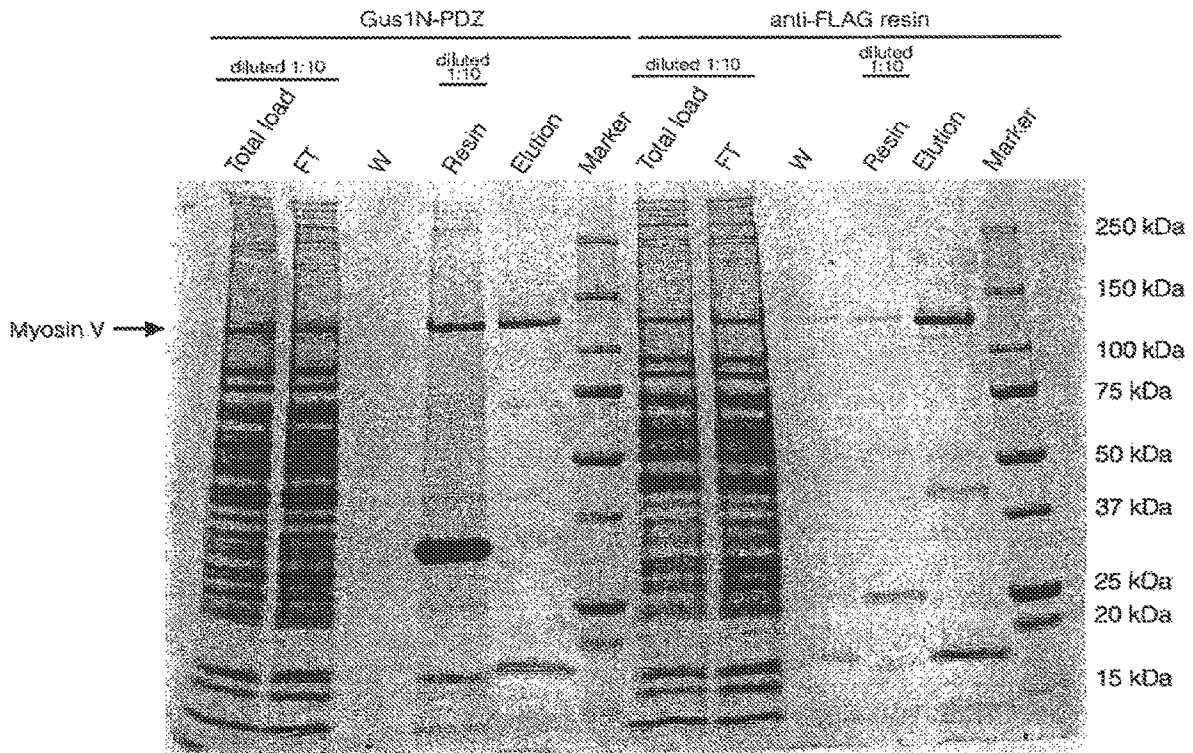 Gus1N-PDZ
anti-FLAG resin
diluted 1:10
diluted
1:10
diluted 1:10
diluted
1:10
Total load
FT
W
Resin
Elution
Marker
Total load
FT
W
Resin
Elution
Marker
250 kDa
150 kDa
Myosin V
100 kDa
75 kDa
50 kDa
37 kDa
25 kDa
20 kDa
15 kDa